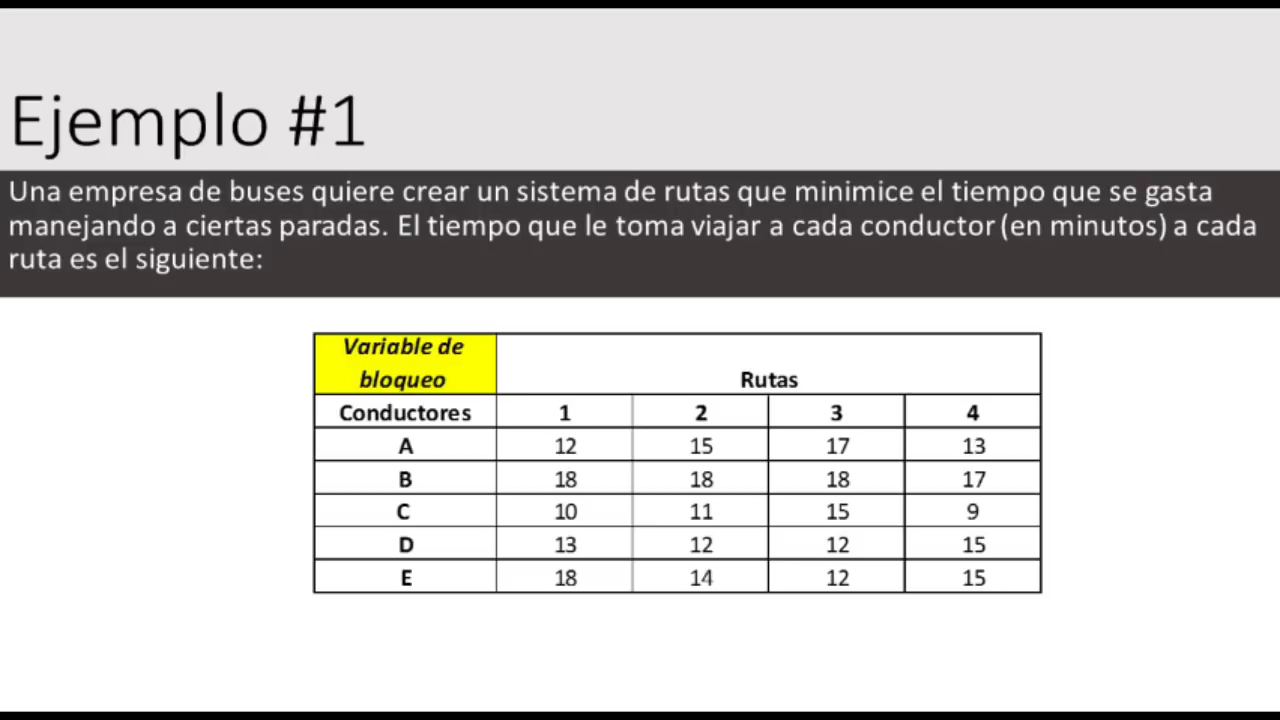 Ejemplo #1
Una empresa de buses quiere crear un sistema de rutas que minimice el tiempo que se gasta
manejando a ciertas paradas. El tiempo que le toma viajar a cada conductor (en minutos) a cada
ruta es el siguiente:
Variable de
bloqueo
Rutas
Conductores 1 2 3 4
A 12 15 17 13
B 18 18 18 17
C 10 11 15 9
D 13 12 12 15
E 18 14 12 15